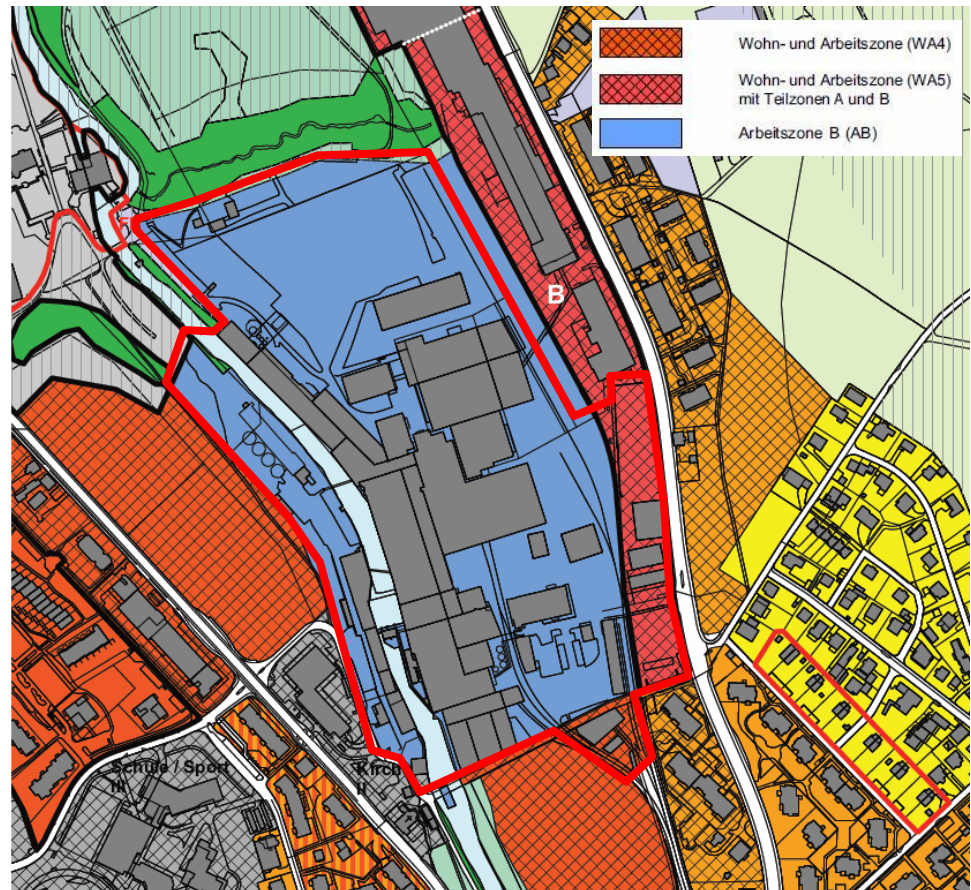 Wohn- und Arbeitszone (WA4)
Wohn- und Arbeitszone (WA5)
mit Teilzonen A und B
Arbeitszone B (AB)
B
Schule / Sport
III
Kirch
II